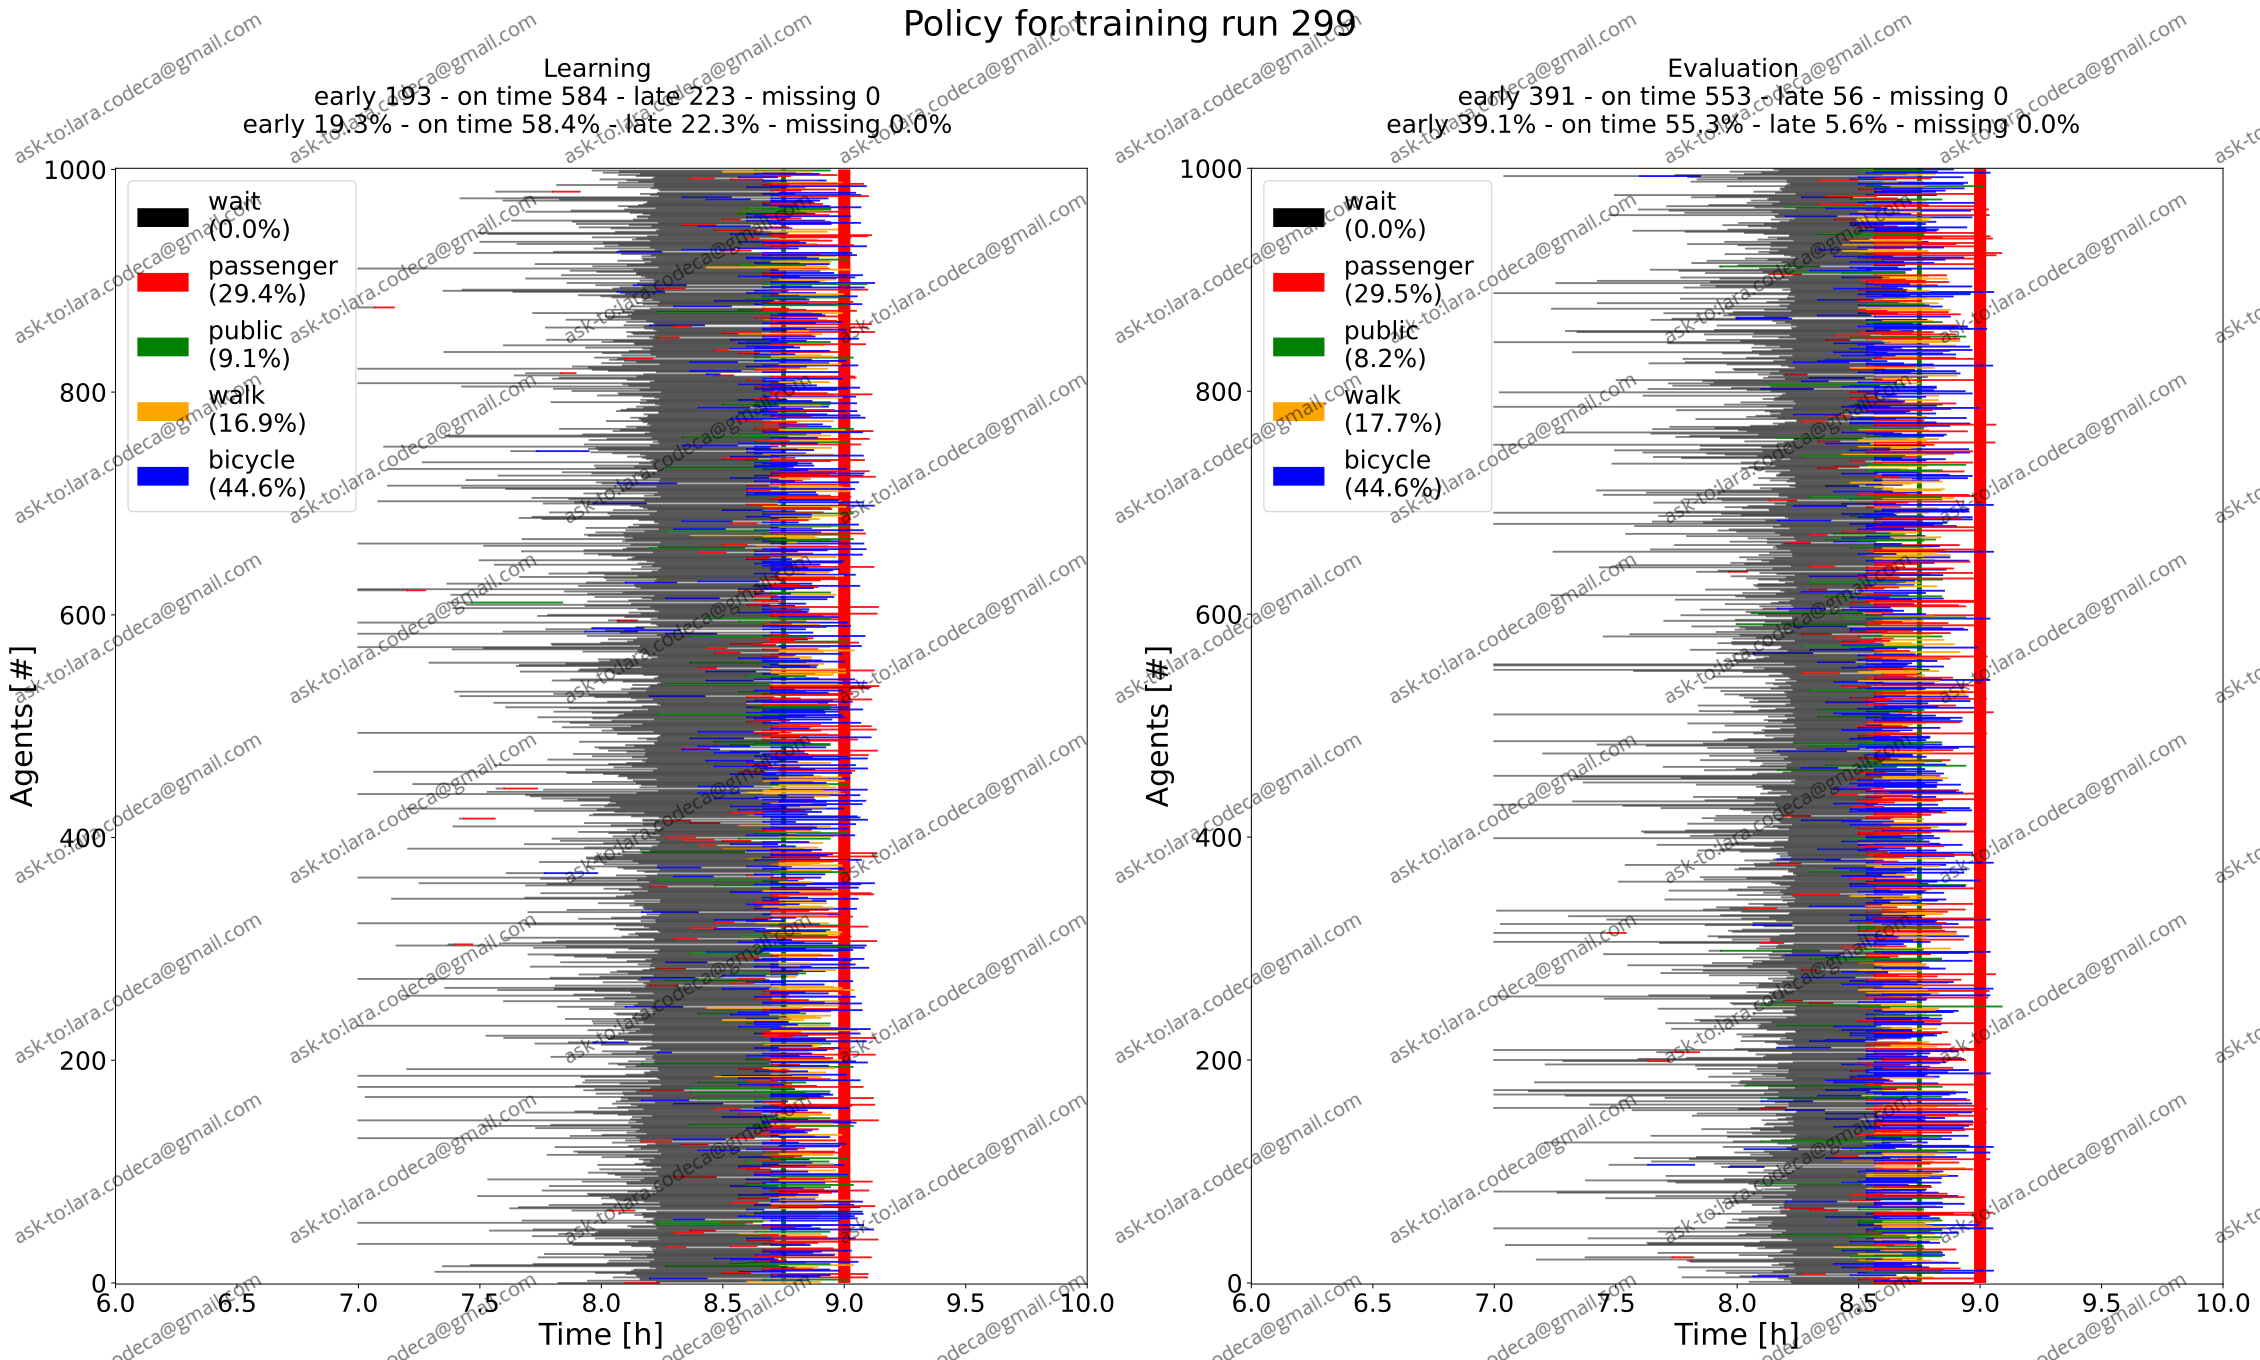 Policy for training run 299
Learning
early 193 - on time 584 - late 223 - missing 0
early 19.3% - on time 58.4% - late 22.3% - missing 0.0%
1000
800
600
400
200
0
Agents [#]
wait
(0.0%)
passenger
(29.4%)
public
(9.1%)
walk
(16.9%)
bicycle
(44.6%)
6.0 6.5 7.0 7.5 8.0 8.5 9.0 9.5 10.0
Time [h]
Evaluation
early 391 - on time 553 - late 56 - missing 0
early 39.1% - on time 55.3% - late 5.6% - missing 0.0%
1000
800
600
400
200
0
Agents [#]
wait
(0.0%)
passenger
(29.5%)
public
(8.2%)
walk
(17.7%)
bicycle
(44.6%)
6.0 6.5 7.0 7.5 8.0 8.5 9.0 9.5 10.0
Time [h]
ask-to:lara.codeca@gmail.com